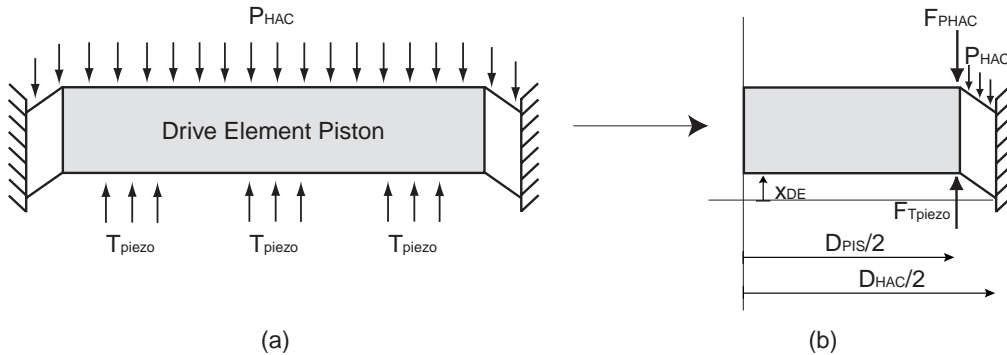 PHAC
Drive Element Piston
Tpiezo
Tpiezo
Tpiezo
(a)
FPHAC
PHAC
xDE
FTpiezo
DPIS/2
DHAC/2
(b)